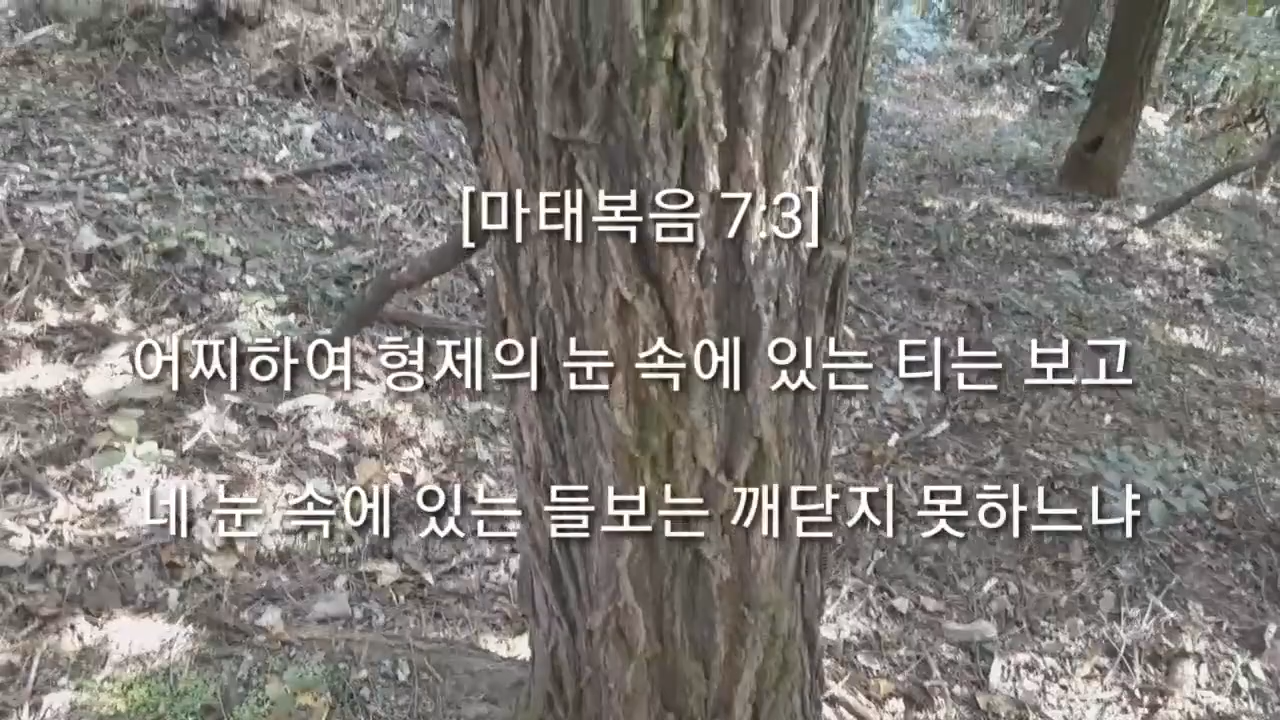 [마태복음 7:3]
어찌하여 형제의 눈 속에 있는 티는 보고
네 눈 속에 있는 들보는 깨닫지 못하느냐